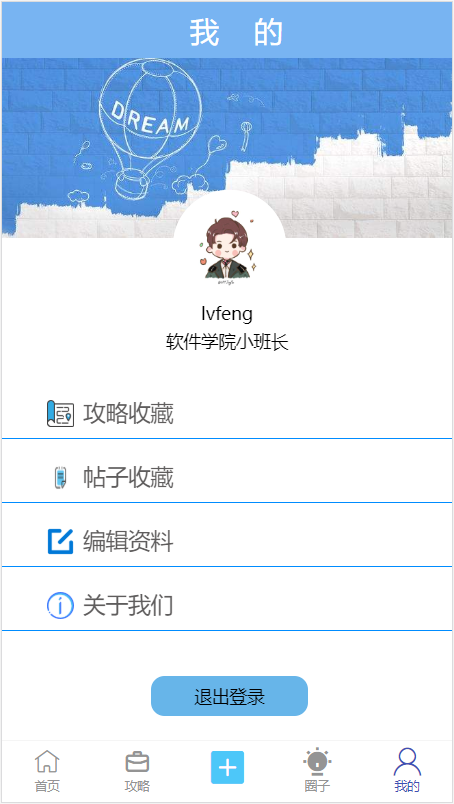 我 的
DREAM
lvfeng
软件学院小班长
攻略收藏
帖子收藏
编辑资料
关于我们
退出登录
首页
攻略
圈子
我的